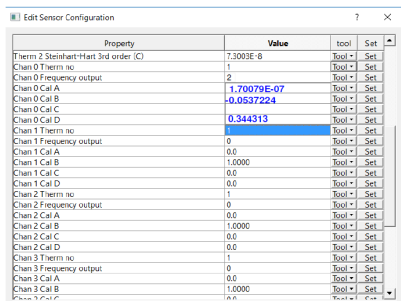 Edit Sensor Configuration ? ×
Property Value tool Set
Therm 2 Steinhart-Hart 3rd order (C) 7.3003E-8 Tool Set
Chan 0 Therm no 1 Tool Set
Chan 0 Frequency output 2 Tool Set
Chan 0 Cal A 1.70079E-07 Tool Set
Chan 0 Cal B -0.0537224 Tool Set
Chan 0 Cal C Tool Set
Chan 0 Cal D 0.344313 Tool Set
Chan 1 Therm no 1 Tool Set
Chan 1 Frequency output 0 Tool Set
Chan 1 Cal A 0.0 Tool Set
Chan 1 Cal B 1.0000 Tool Set
Chan 1 Cal C 0.0 Tool Set
Chan 1 Cal D 0.0 Tool Set
Chan 2 Therm no 1 Tool Set
Chan 2 Frequency output 0 Tool Set
Chan 2 Cal A 0.0 Tool Set
Chan 2 Cal B 1.0000 Tool Set
Chan 2 Cal C 0.0 Tool Set
Chan 2 Cal D 0.0 Tool Set
Chan 3 Therm no 1 Tool Set
Chan 3 Frequency output 0 Tool Set
Chan 3 Cal A 0.0 Tool Set
Chan 3 Cal B 1.0000 Tool Set
Chan 3 Cal C 0.0 Tool Set